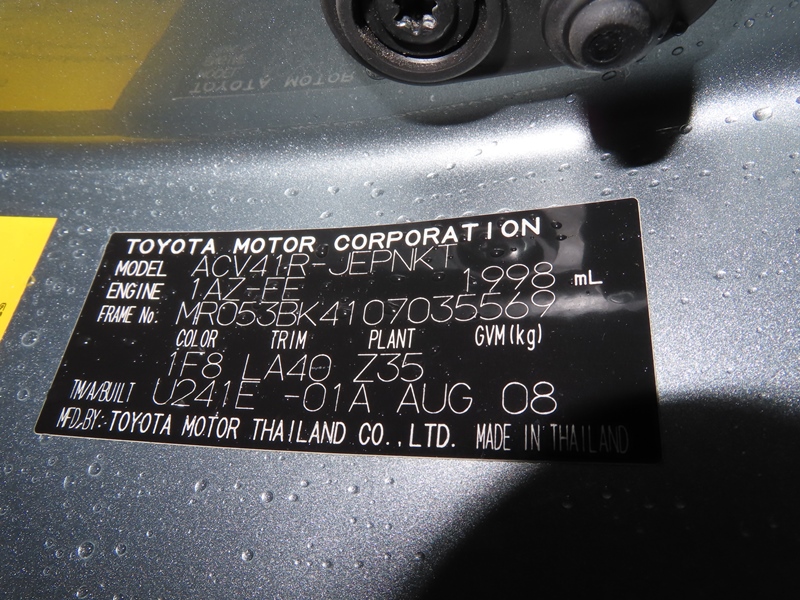 TOYOTA MOTOR CORPORATION
MODEL ACV41R-JEPNKT
ENGINE 1AZ-FE 1998 mL
FRAME No. MR053BK4107035569
COLOR TRIM PLANT GVM(kg)
1F8 LA40 Z35
TM/A/BUILT U241E -01A AUG 08
MFD.BY: TOYOTA MOTOR THAILAND CO.,LTD. MADE IN THAILAND